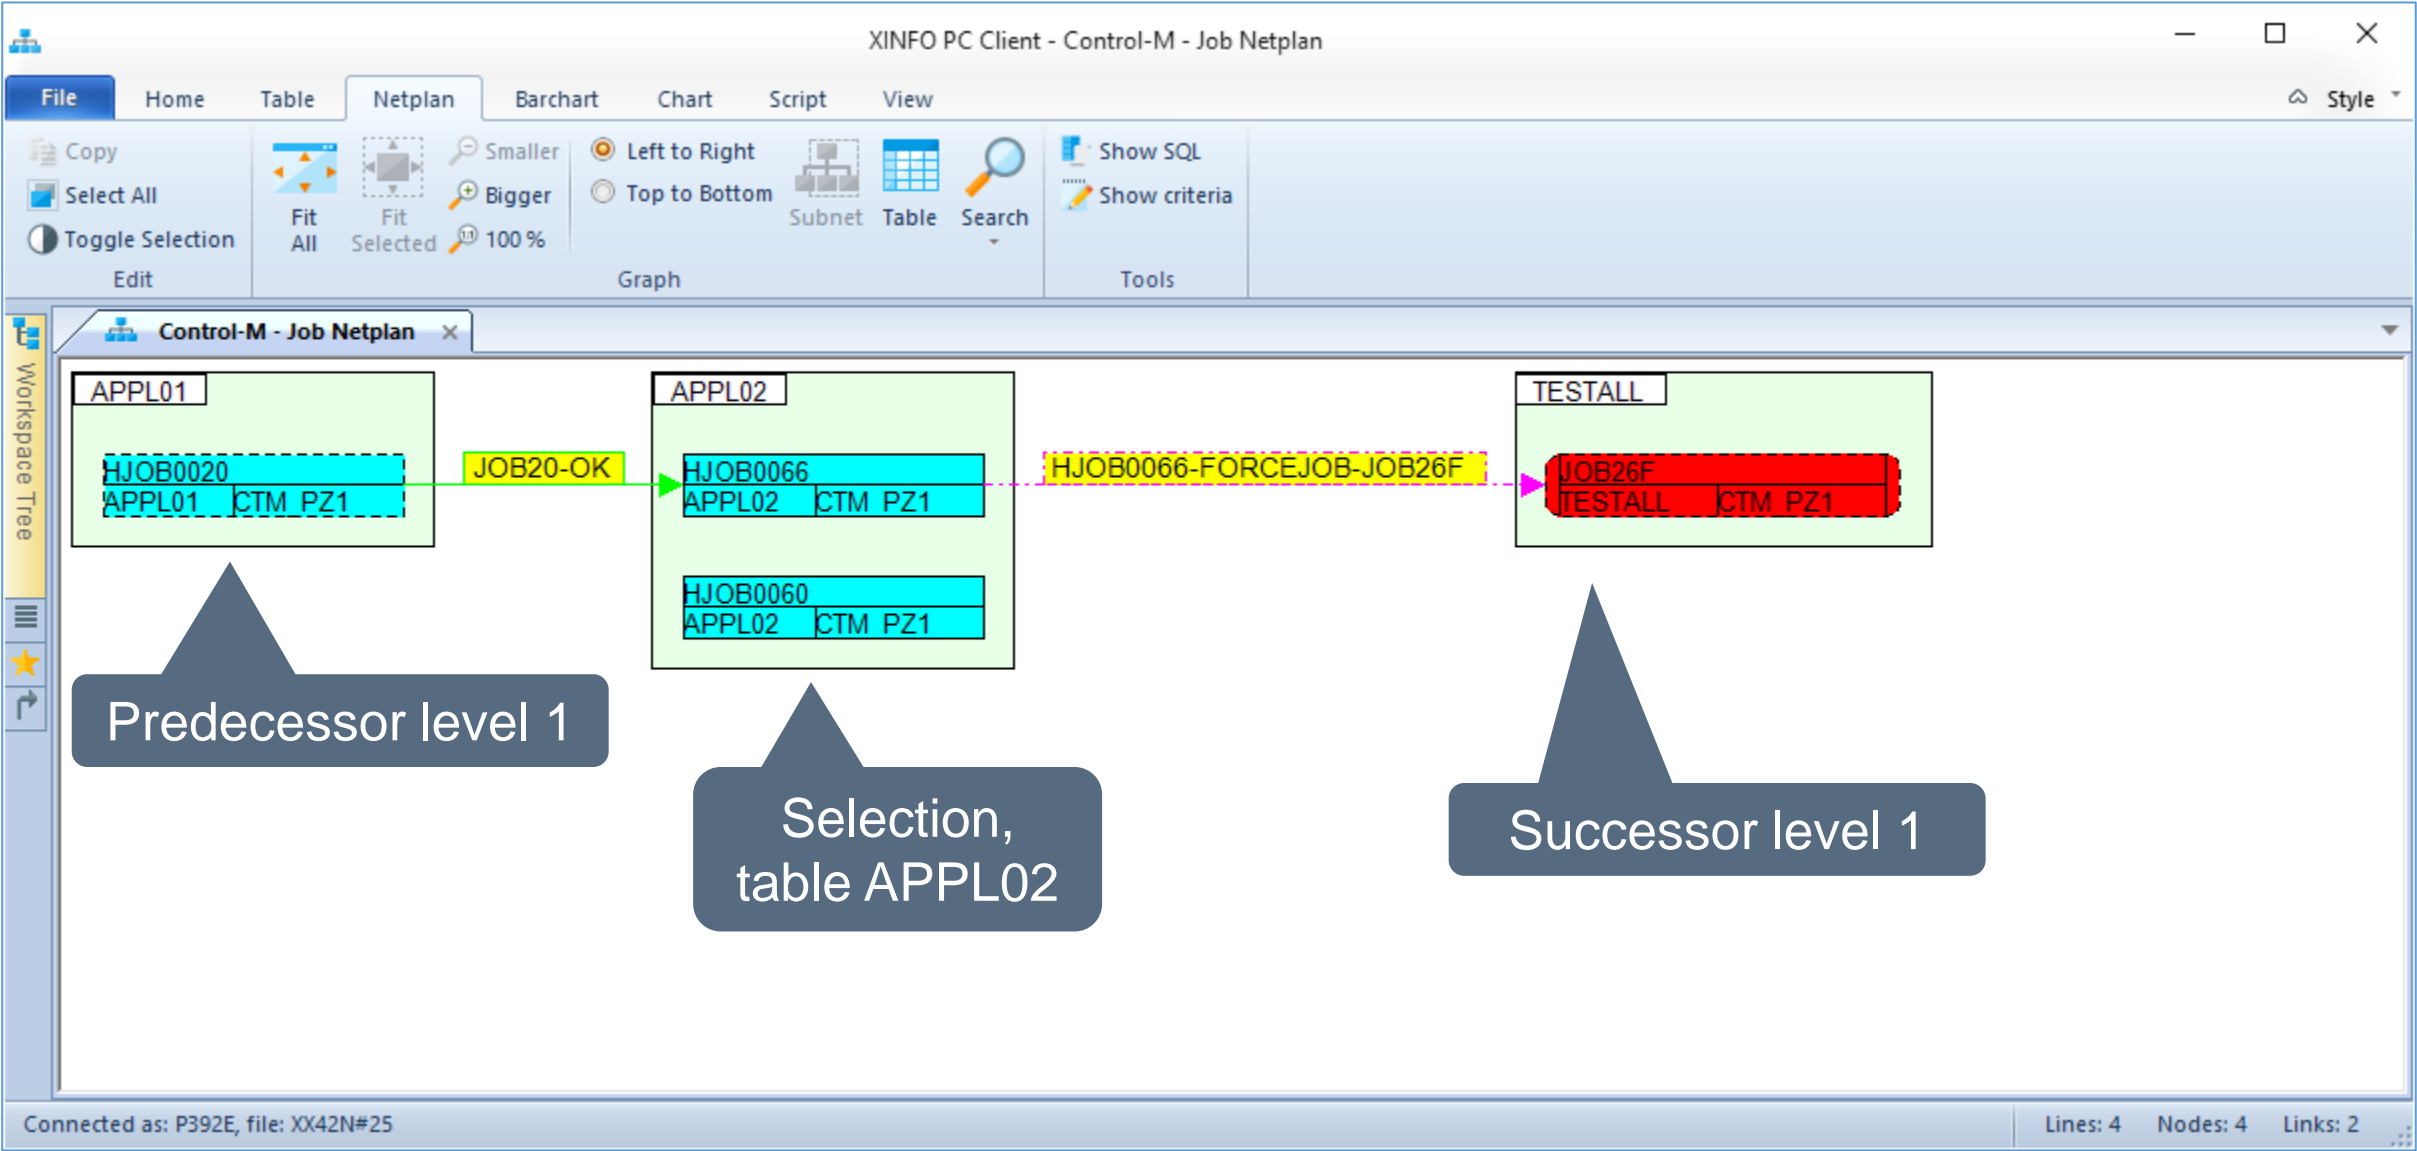 XINFO PC Client - Control-M - Job Netplan
File Home Table Netplan Barchart Chart Script View Style
Copy
Select All
Toggle Selection
Edit
Fit All
Fit Selected
Smaller
Bigger
100 %
Left to Right
Top to Bottom
Subnet
Table
Search
Graph
Show SQL
Show criteria
Tools
Workspace Tree
Control-M - Job Netplan
APPL01
HJOB0020
APPL01 CTM_PZ1
JOB20-OK
APPL02
HJOB0066
APPL02 CTM_PZ1
HJOB0060
APPL02 CTM_PZ1
HJOB0066-FORCEJOB-JOB26F
TESTALL
JOB26F
TESTALL CTM_PZ1
Predecessor level 1
Selection,
table APPL02
Successor level 1
Connected as: P392E, file: XX42N#25
Lines: 4 Nodes: 4 Links: 2